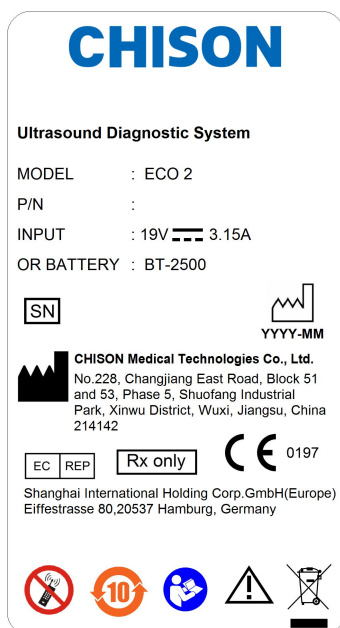 CHISON
Ultrasound Diagnostic System
MODEL : ECO 2
P/N :
INPUT : 19V 3.15A
OR BATTERY : BT-2500
SN
YYYY-MM
CHISON Medical Technologies Co., Ltd.
No.228, Changjiang East Road, Block 51
and 53, Phase 5, Shuofang Industrial
Park, Xinwu District, Wuxi, Jiangsu, China
214142
EC REP
Rx only
CE 0197
Shanghai International Holding Corp.GmbH(Europe)
Eiffestrasse 80,20537 Hamburg, Germany
10